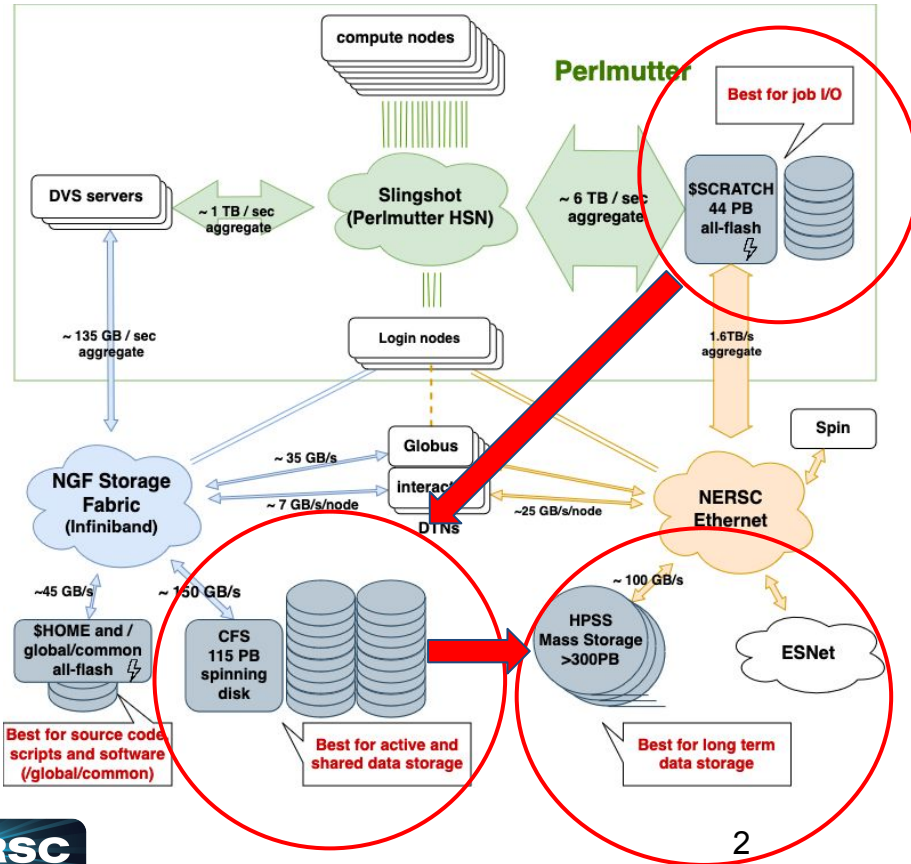 compute nodes
Perlmutter
Best for job I/O
DVS servers
~ 1 TB / sec
aggregate
Slingshot
(Perlmutter HSN)
~ 6 TB / sec
aggregate
$SCRATCH
44 PB
all-flash
~ 135 GB / sec
aggregate
Login nodes
1.6TB/s
aggregate
Spin
Globus
~ 35 GB/s
interac
NGF Storage
Fabric
(Infiniband)
~ 7 GB/s/node
~25 GB/s/node
NERSC
Ethernet
DTNs
~45 GB/s
~ 150 GB/s
~ 100 GB/s
$HOME and /
global/common
all-flash
CFS
115 PB
spinning
disk
HPSS
Mass Storage
>300PB
ESNet
Best for source code
scripts and software
(/global/common)
Best for active and
shared data storage
Best for long term
data storage
RSC
2